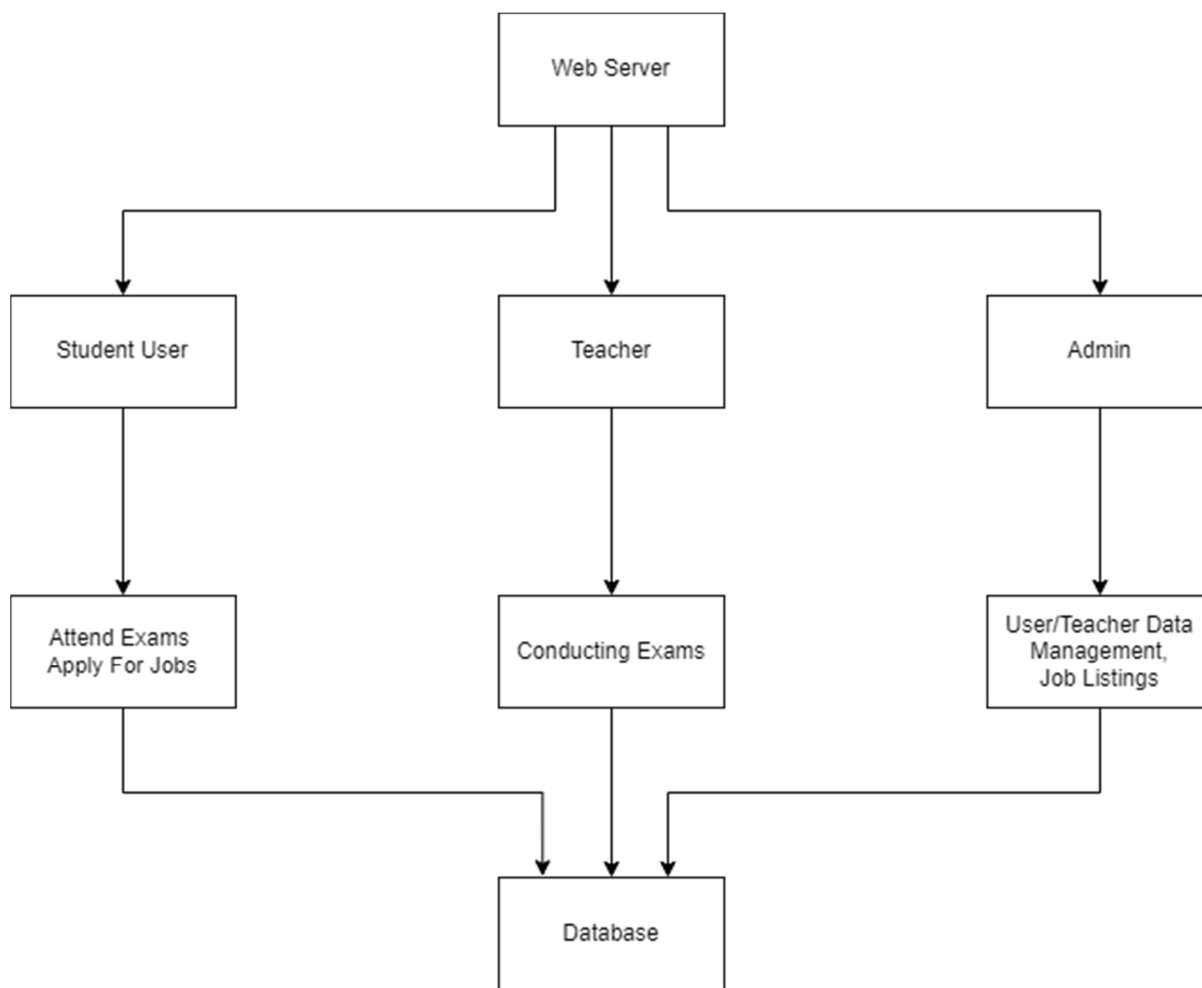 Web Server
Student User
Teacher
Admin
Attend Exams
Apply For Jobs
Conducting Exams
User/Teacher Data
Management,
Job Listings
Database